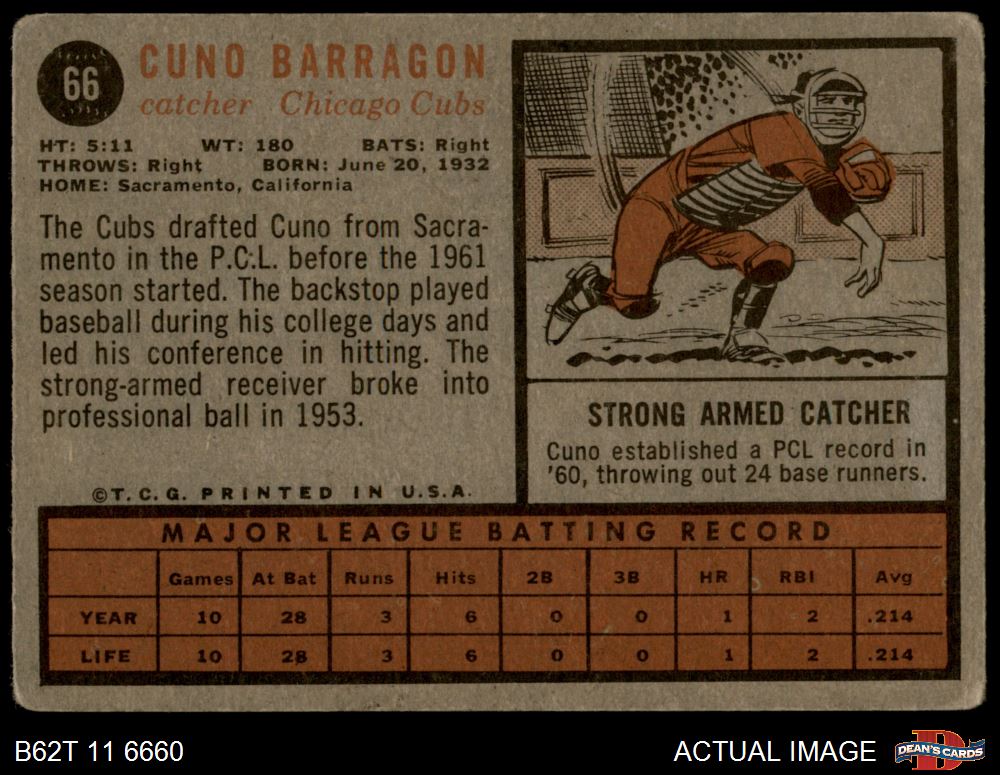 66
CUNO BARRAGON
catcher Chicago Cubs
HT: 5:11 WT: 180 BATS: Right
THROWS: Right BORN: June 20, 1932
HOME: Sacramento, California
The Cubs drafted Cuno from Sacra-
mento in the P.C.L. before the 1961
season started. The backstop played
baseball during his college days and
led his conference in hitting. The
strong-armed receiver broke into
professional ball in 1953.
©T.C.G. PRINTED IN U.S.A.
STRONG ARMED CATCHER
Cuno established a PCL record in
'60, throwing out 24 base runners.
MAJOR LEAGUE BATTING RECORD
Games At Bat Runs Hits 2B 3B HR RBI Avg
YEAR 10 28 3 6 0 0 1 2 .214
LIFE 10 28 3 6 0 0 1 2 .214
B62T 11 6660 ACTUAL IMAGE DEAN'S CARDS